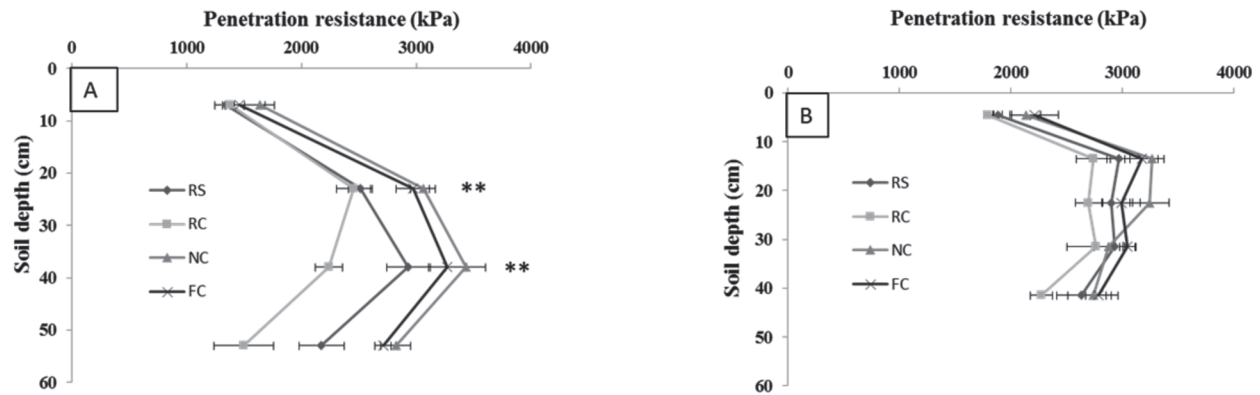 Penetration resistance (kPa)
0 1000 2000 3000 4000
0
10
20
30
40
50
60
Soil depth (cm)
A
RS
RC
NC
FC
**
**
Penetration resistance (kPa)
0 1000 2000 3000 4000
0
10
20
30
40
50
60
Soil depth (cm)
B
RS
RC
NC
FC